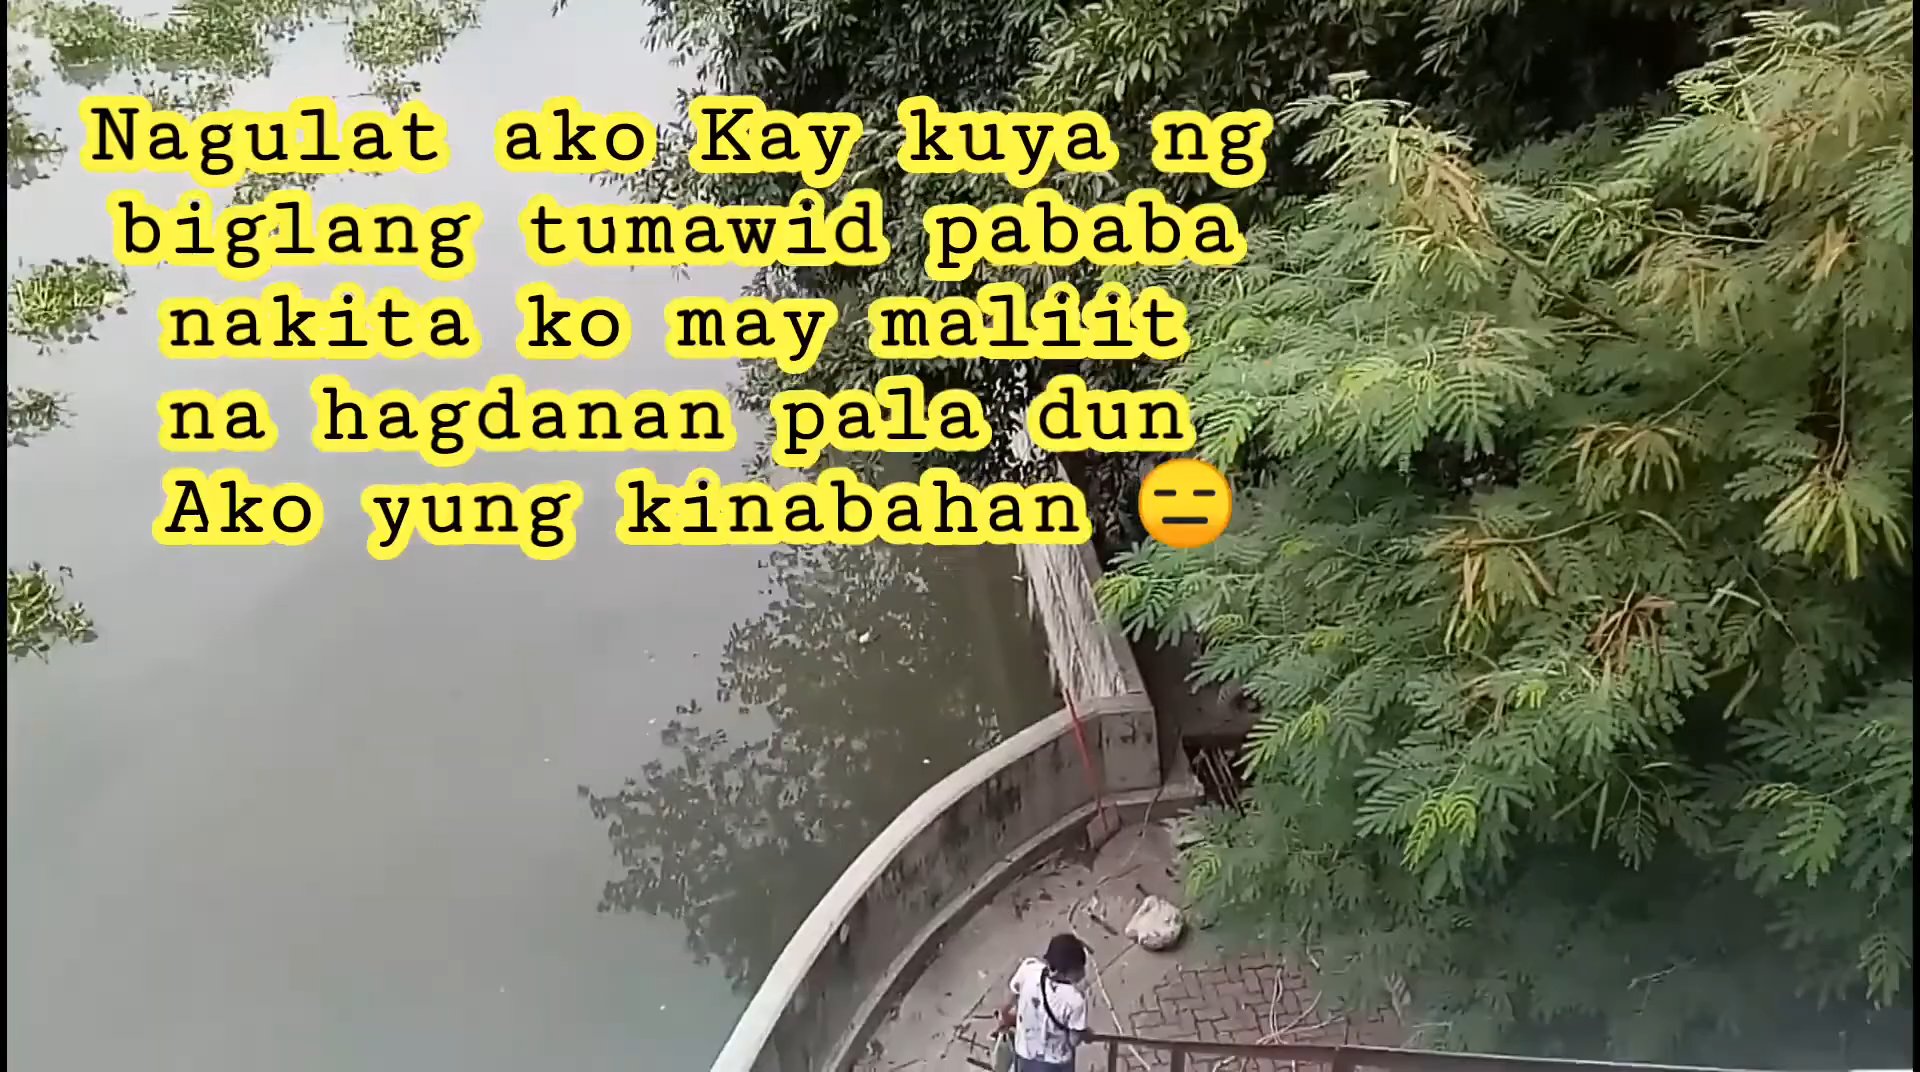 Nagulat ako Kay kuya ng
biglang tumawid pababa
nakita ko may maliit
na hagdanan pala dun
Ako yung kinabahan 😑